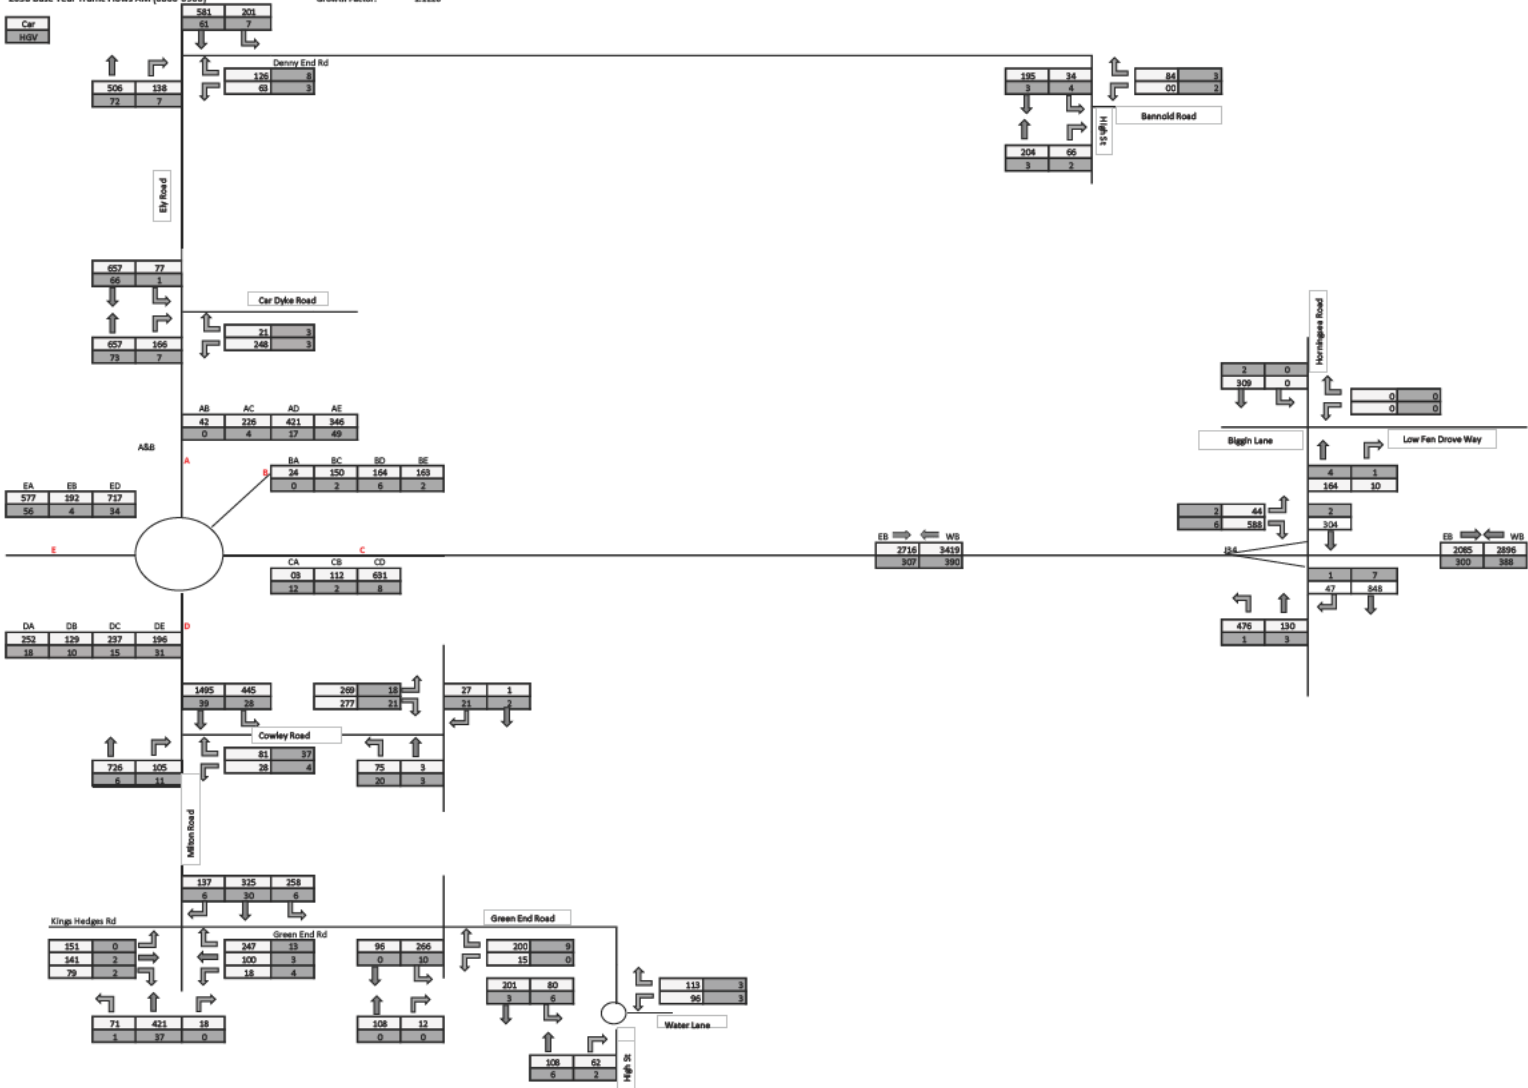 581 201
61 7
Car
HGV
Denny End Rd
126 8
63 3
506 138
72 7
195 34
3 4
84 3
00 2
Bannold Road
High St
204 66
3 2
Ely Road
657 77
66 1
Car Dyke Road
21 3
248 3
657 166
73 7
Horningsea Road
2 0
309 0
0 0
0 0
AB AC AD AE
42 226 421 346
0 4 17 49
A&B
Biggin Lane
Low Fen Drove Way
A
B
BA BC BD BE
24 150 164 163
0 2 6 2
4 1
164 10
EA EB ED
577 192 717
56 4 34
2 44
6 588
2
304
E
C
EB WB
2716 3419
307 390
J34
EB WB
2085 2896
300 388
CA CB CD
03 112 631
12 2 8
1 7
47 848
DA DB DC DE
252 129 237 196
18 10 15 31
D
476 130
1 3
1495 445
39 28
269 18
277 21
27 1
21 2
Cowley Road
81 37
28 4
726 105
6 11
75 3
20 3
Milton Road
137 325 258
6 30 6
Kings Hedges Rd
Green End Road
Green End Rd
151 0
141 2
79 2
247 13
100 3
18 4
96 266
0 10
200 9
15 0
201 80
3 6
113 3
96 3
71 421 18
1 37 0
108 12
0 0
Water Lane
High St
108 62
6 2